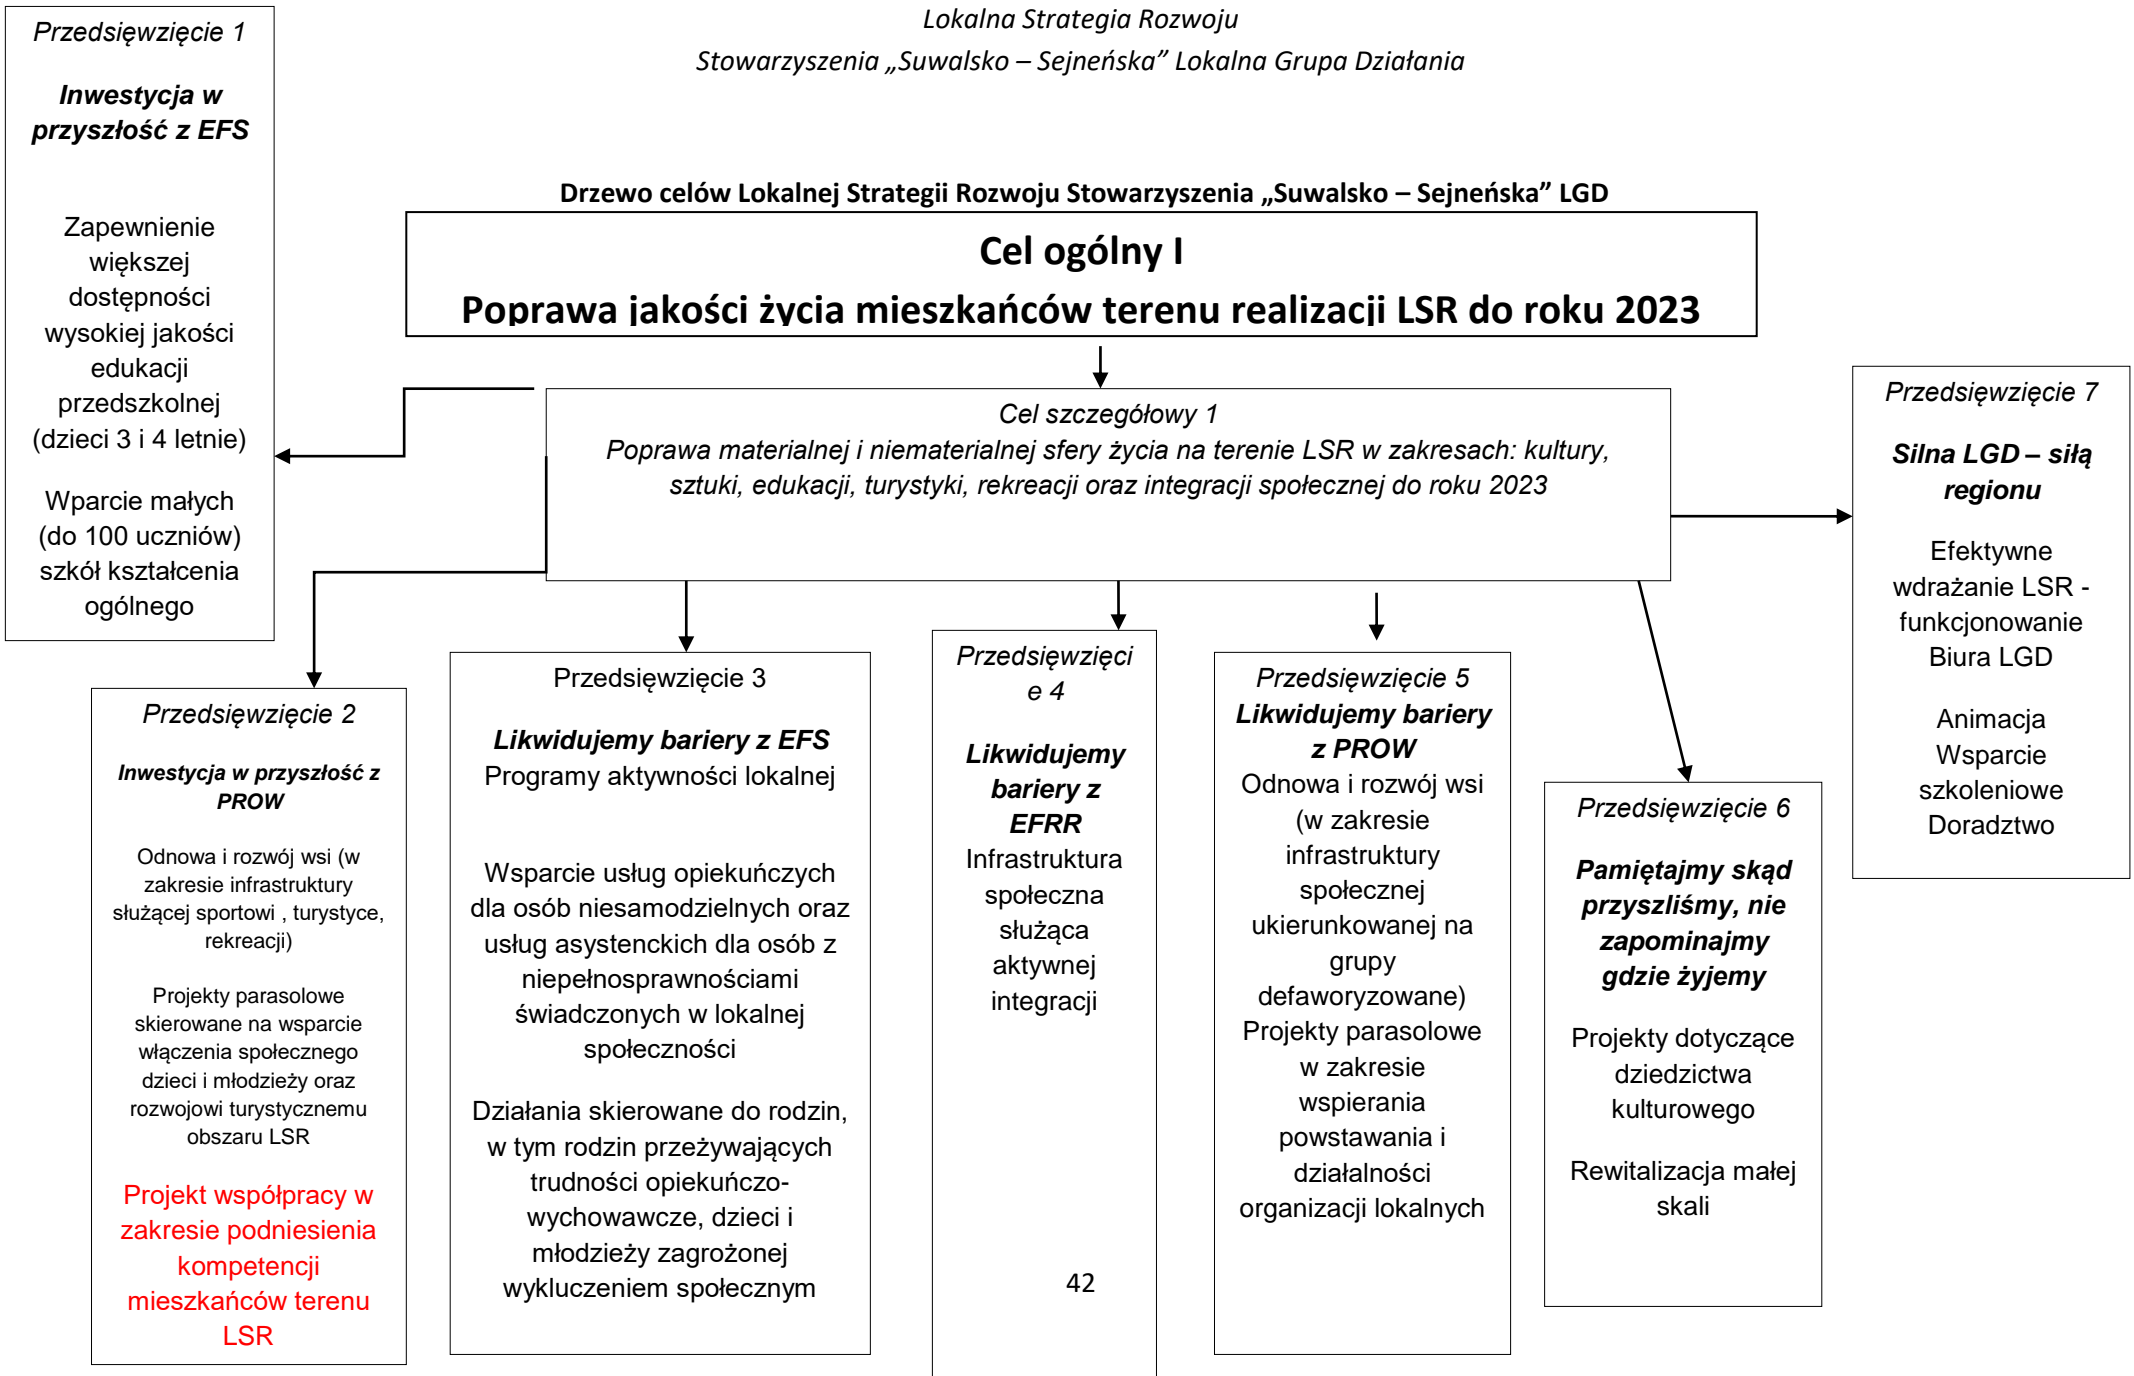 Lokalna Strategia Rozwoju
Stowarzyszenia „Suwalsko – Sejneńska” Lokalna Grupa Działania
Przedsięwzięcie 1
Inwestycja w
przyszłość z EFS
Zapewnienie
większej
dostępności
wysokiej jakości
edukacji
przedszkolnej
(dzieci 3 i 4 letnie)
Wparcie małych
(do 100 uczniów)
szkół kształcenia
ogólnego
Drzewo celów Lokalnej Strategii Rozwoju Stowarzyszenia „Suwalsko – Sejneńska” LGD
Cel ogólny I
Poprawa jakości życia mieszkańców terenu realizacji LSR do roku 2023
Cel szczegółowy 1
Poprawa materialnej i niematerialnej sfery życia na terenie LSR w zakresach: kultury,
sztuki, edukacji, turystyki, rekreacji oraz integracji społecznej do roku 2023
Przedsięwzięcie 7
Silna LGD – siłą
regionu
Efektywne
wdrażanie LSR -
funkcjonowanie
Biura LGD
Animacja
Wsparcie
szkoleniowe
Doradztwo
Przedsięwzięcie 2
Inwestycja w przyszłość z
PROW
Odnowa i rozwój wsi (w
zakresie infrastruktury
służącej sportowi , turystyce,
rekreacji)
Projekty parasolowe
skierowane na wsparcie
włączenia społecznego
dzieci i młodzieży oraz
rozwojowi turystycznemu
obszaru LSR
Projekt współpracy w
zakresie podniesienia
kompetencji
mieszkańców terenu
LSR
Przedsięwzięcie 3
Likwidujemy bariery z EFS
Programy aktywności lokalnej
Wsparcie usług opiekuńczych
dla osób niesamodzielnych oraz
usług asystenckich dla osób z
niepełnosprawnościami
świadczonych w lokalnej
społeczności
Działania skierowane do rodzin,
w tym rodzin przeżywających
trudności opiekuńczo-
wychowawcze, dzieci i
młodzieży zagrożonej
wykluczeniem społecznym
Przedsięwzięci
e 4
Likwidujemy
bariery z
EFRR
Infrastruktura
społeczna
służąca
aktywnej
integracji
Przedsięwzięcie 5
Likwidujemy bariery
z PROW
Odnowa i rozwój wsi
(w zakresie
infrastruktury
społecznej
ukierunkowanej na
grupy
defaworyzowane)
Projekty parasolowe
w zakresie
wspierania
powstawania i
działalności
organizacji lokalnych
Przedsięwzięcie 6
Pamiętajmy skąd
przyszliśmy, nie
zapominajmy
gdzie żyjemy
Projekty dotyczące
dziedzictwa
kulturowego
Rewitalizacja małej
skali
42